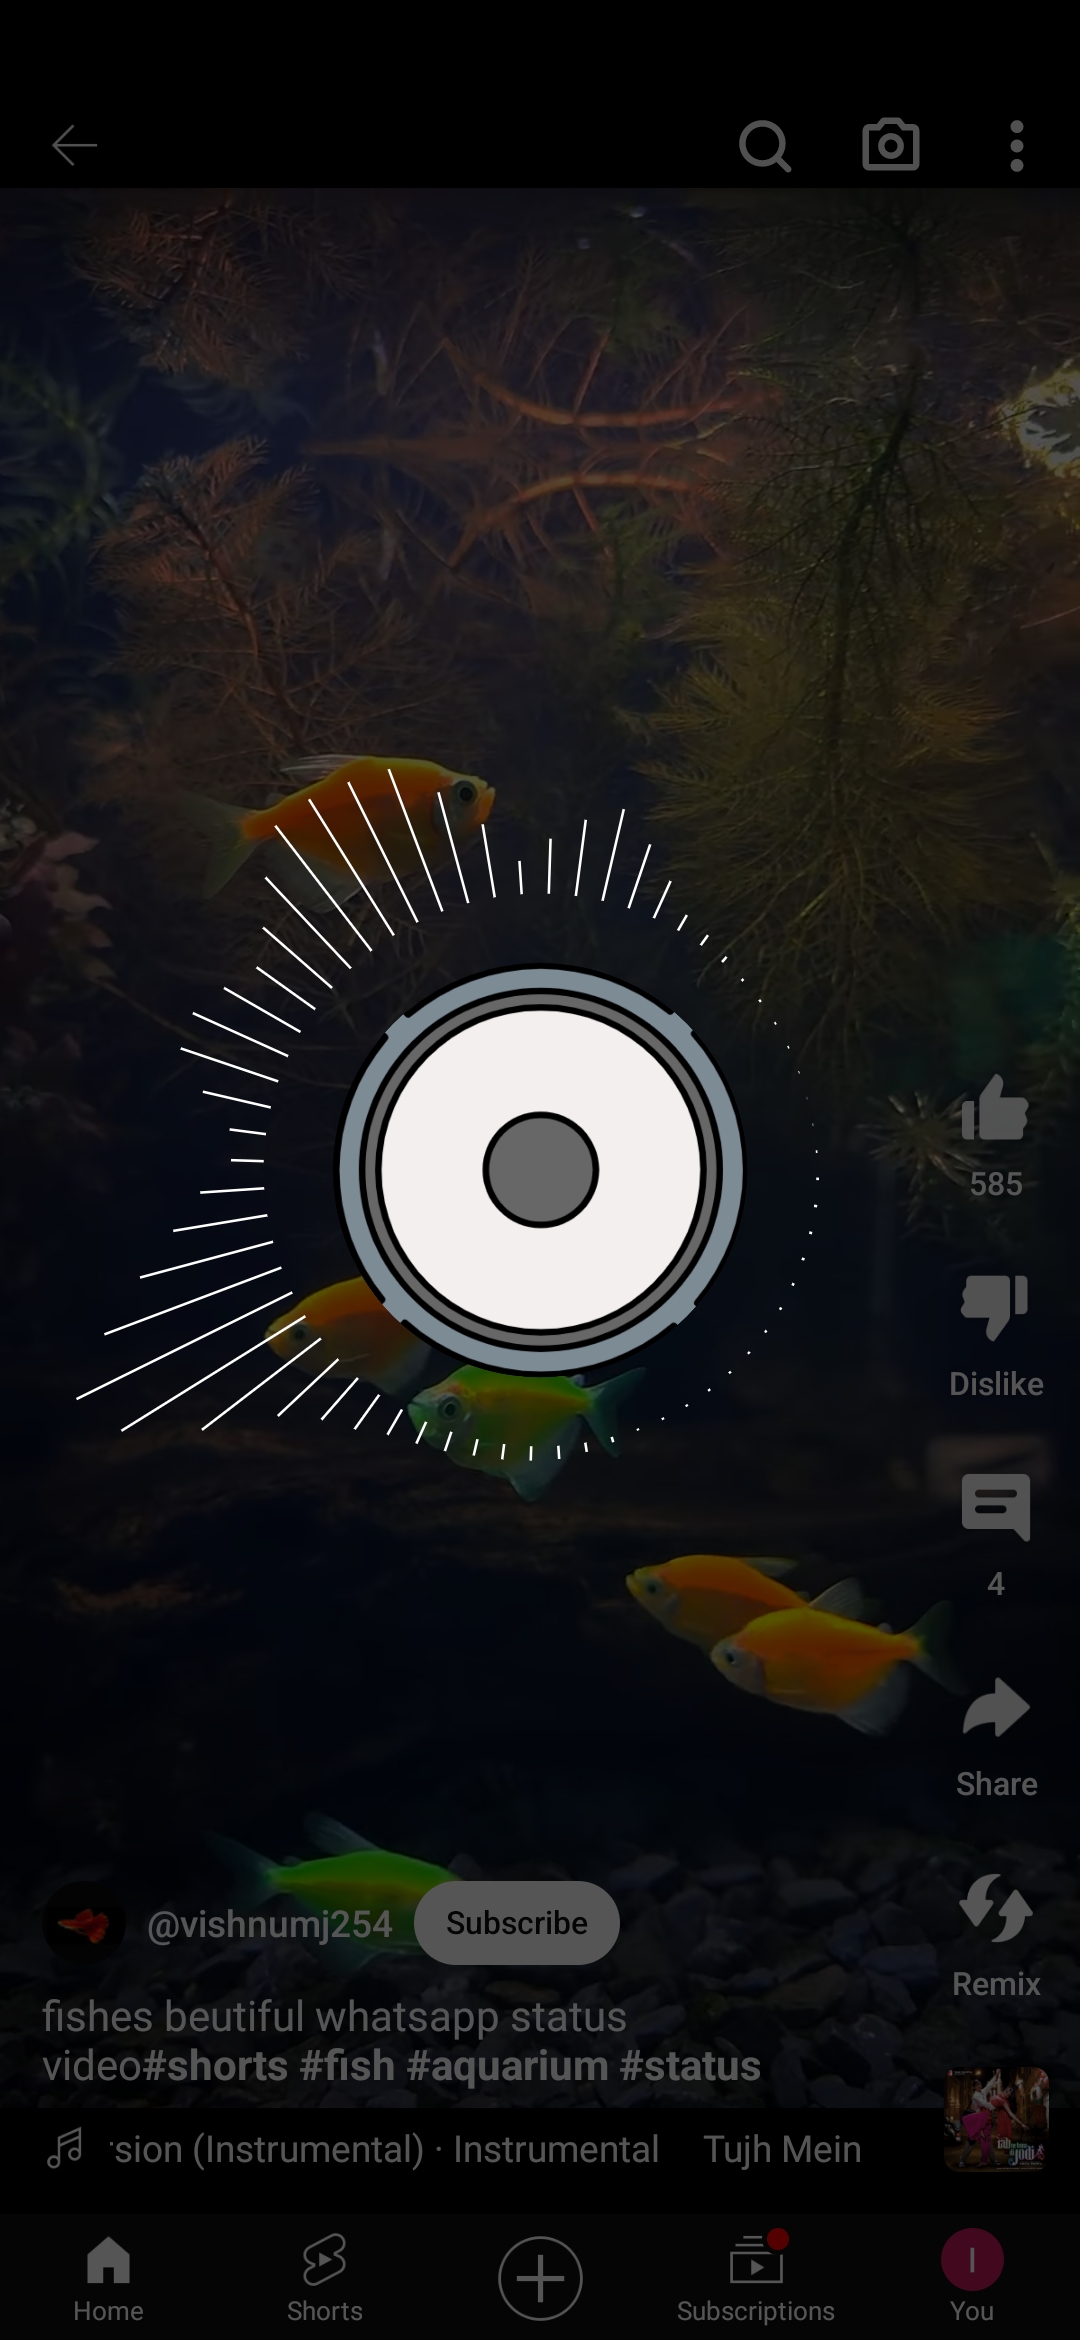 585
Dislike
4
Share
Remix
@vishnumj254 Subscribe
fishes beutiful whatsapp status
video#shorts #fish #aquarium #status
sion (Instrumental) · Instrumental Tujh Mein
Home Shorts Subscriptions You
I